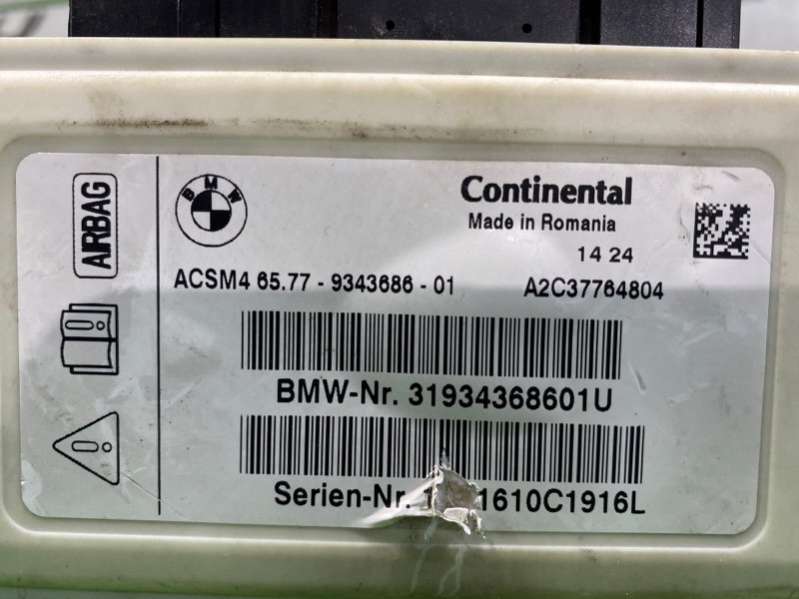 AIRBAG
BMW
Continental
Made in Romania
14 24
ACSM4 65.77 - 9343686 - 01
A2C37764804
BMW-Nr. 31934368601U
Serien-Nr. 1610C1916L